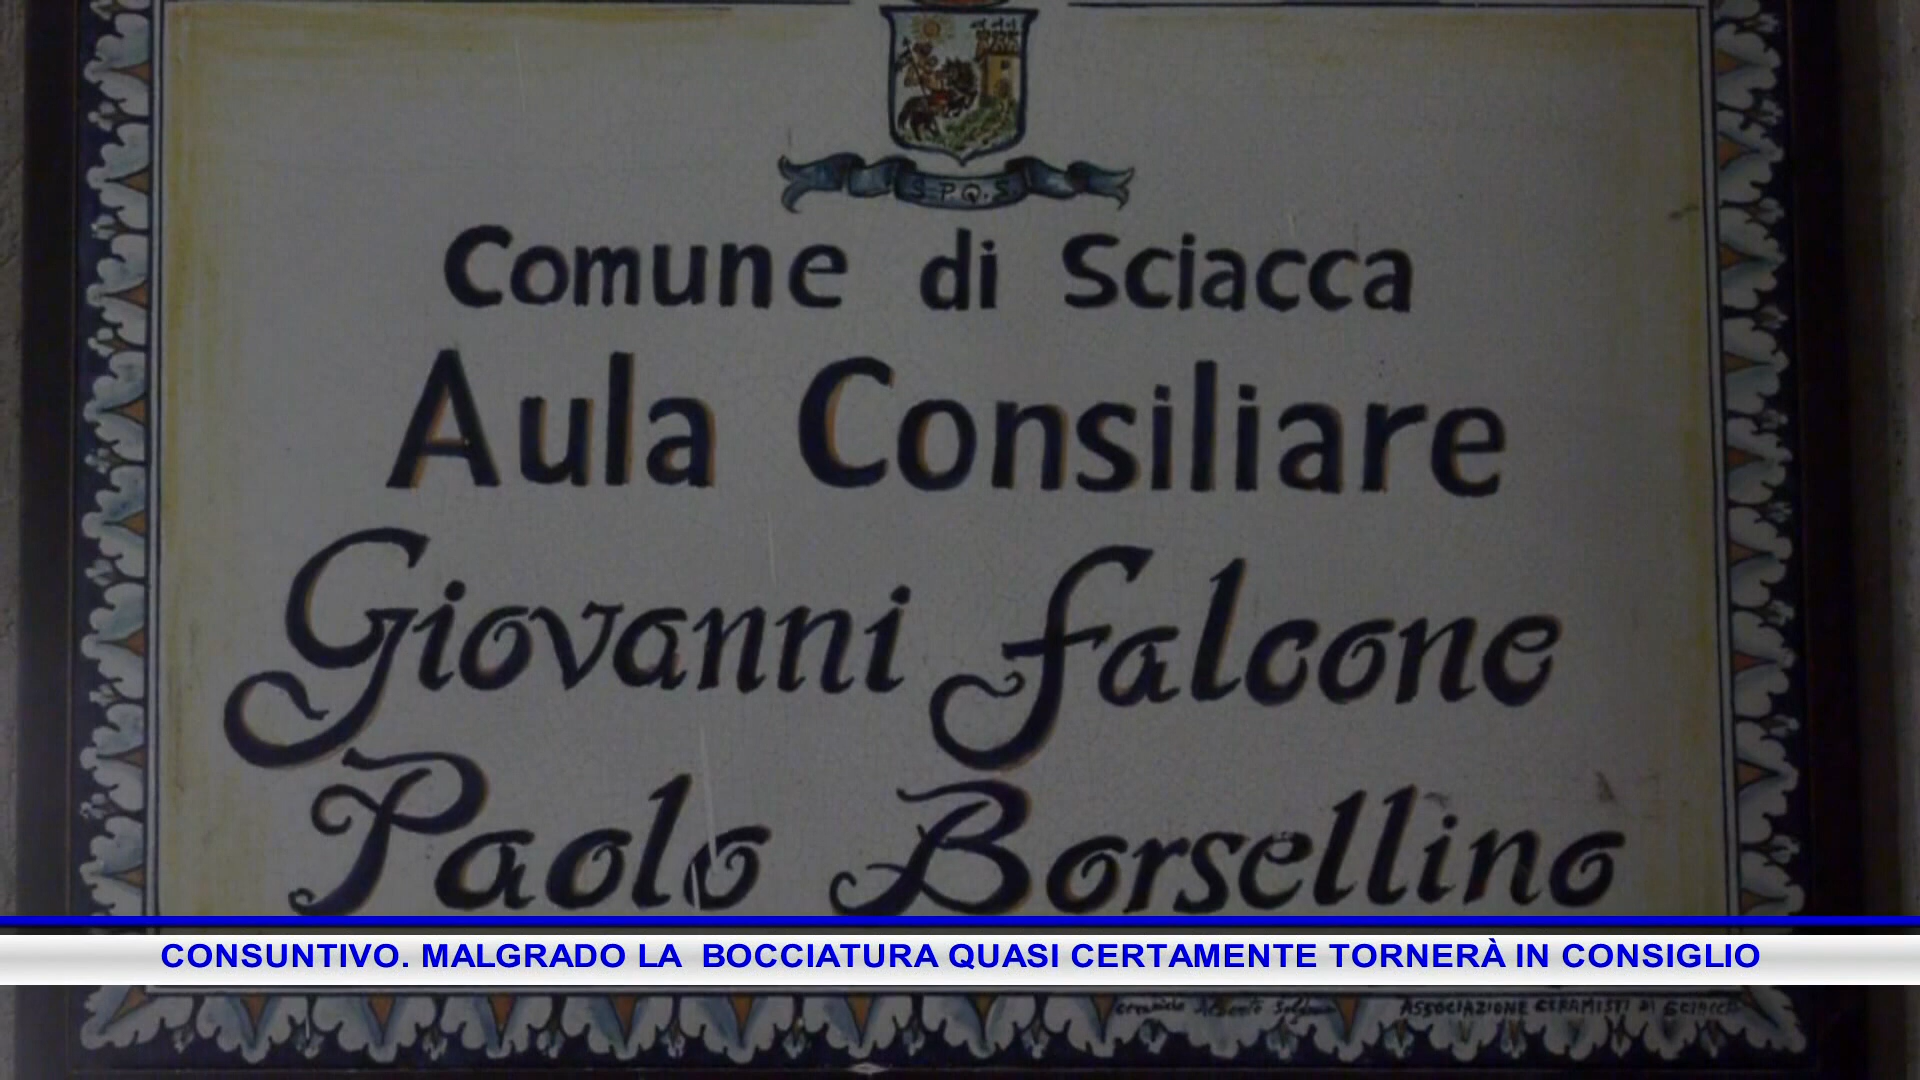 S.P.Q.S.
Comune di Sciacca
Aula Consiliare
Giovanni Falcone
Paolo Borsellino
CONSUNTIVO. MALGRADO LA BOCCIATURA QUASI CERTAMENTE TORNERÀ IN CONSIGLIO
ASSOCIAZIONE CERAMISTI DI SCIACCA